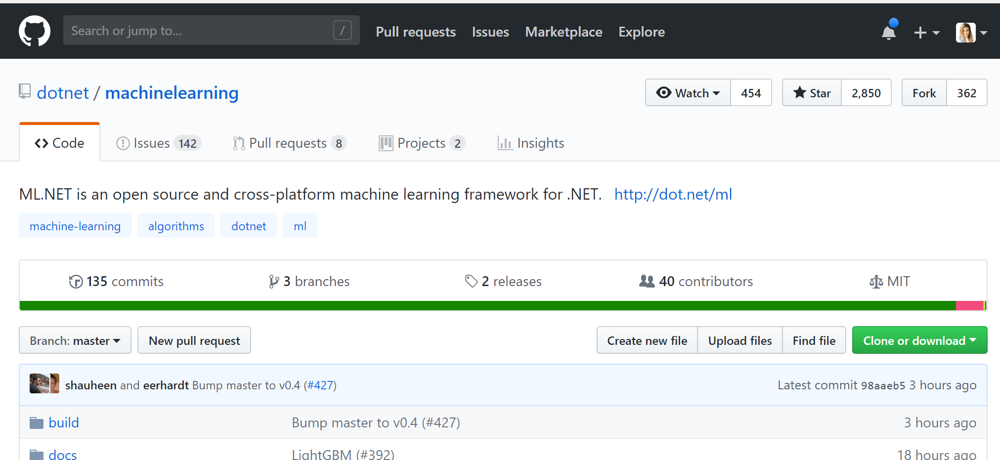 Search or jump to... / Pull requests Issues Marketplace Explore
dotnet / machinelearning Watch 454 Star 2,850 Fork 362
Code Issues 142 Pull requests 8 Projects 2 Insights
ML.NET is an open source and cross-platform machine learning framework for .NET. http://dot.net/ml
machine-learning algorithms dotnet ml
135 commits 3 branches 2 releases 40 contributors MIT
Branch: master New pull request Create new file Upload files Find file Clone or download
shauheen and eerhardt Bump master to v0.4 (#427) Latest commit 98aaeb5 3 hours ago
build Bump master to v0.4 (#427) 3 hours ago
docs LightGBM (#392) 18 hours ago